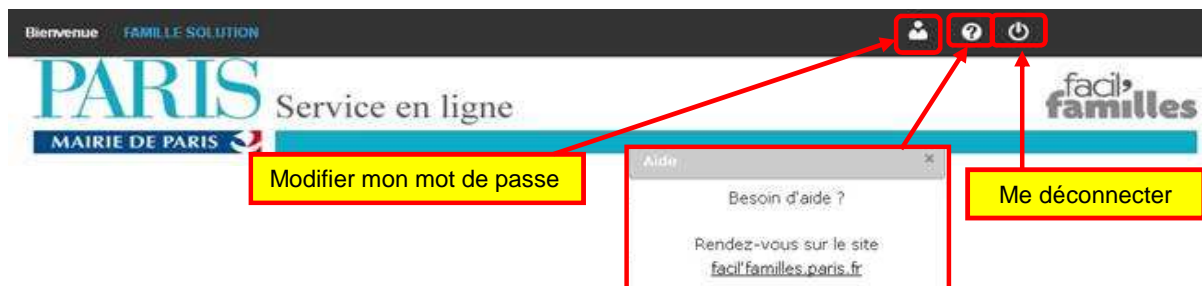 Bienvenue FAMILLE SOLUTION
PARIS
MAIRIE DE PARIS
Service en ligne
facil'
familles
Modifier mon mot de passe
Aide ×
Me déconnecter
Besoin d'aide ?
Rendez-vous sur le site
facil'familles.paris.fr